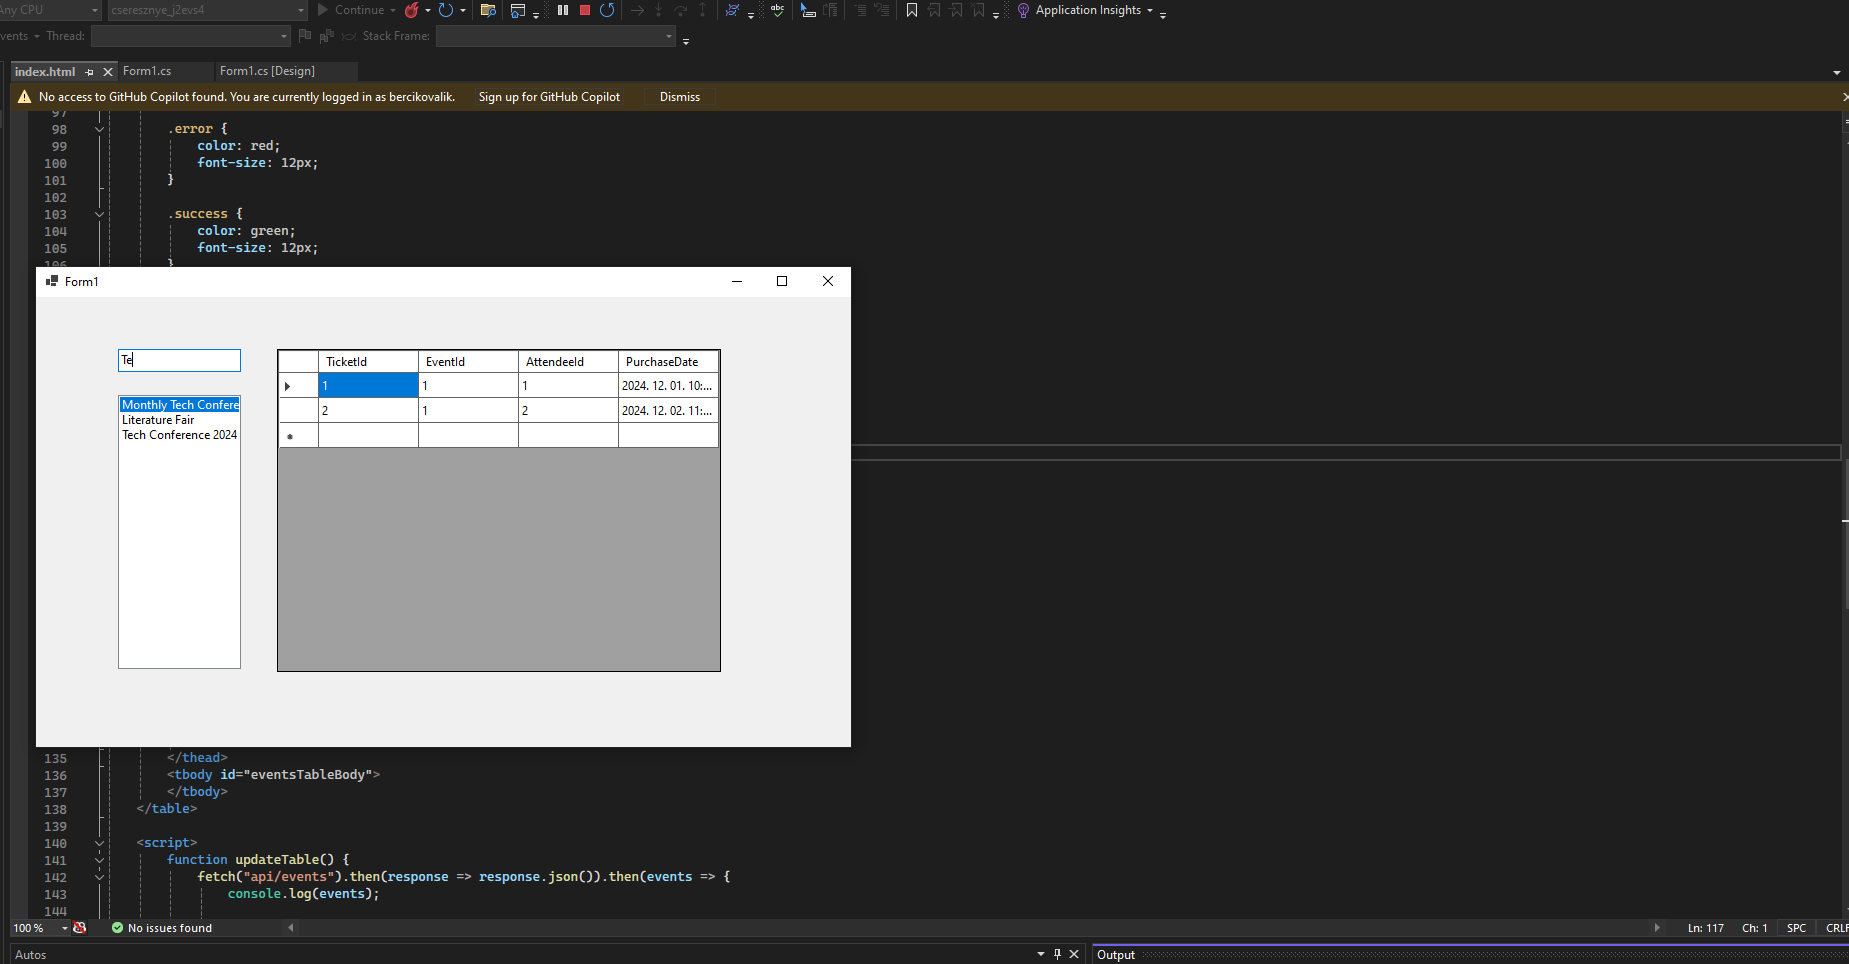 Any CPU cseresznye_j2evs4 Continue Application Insights
vents Thread: Stack Frame:
index.html Form1.cs Form1.cs [Design]
No access to GitHub Copilot found. You are currently logged in as bercikovalik. Sign up for GitHub Copilot Dismiss
97
98 .error {
99 color: red;
100 font-size: 12px;
101 }
102
103 .success {
104 color: green;
105 font-size: 12px;
106 }
Form1
Te
Monthly Tech Confere
Literature Fair
Tech Conference 2024
TicketId EventId AttendeeId PurchaseDate
1 1 1 2024. 12. 01. 10:...
2 1 2 2024. 12. 02. 11:...
135 </thead>
136 <tbody id="eventsTableBody">
137 </tbody>
138 </table>
139
140 <script>
141 function updateTable() {
142 fetch("api/events").then(response => response.json()).then(events => {
143 console.log(events);
144
100 % No issues found Ln: 117 Ch: 1 SPC CRLF
Autos Output